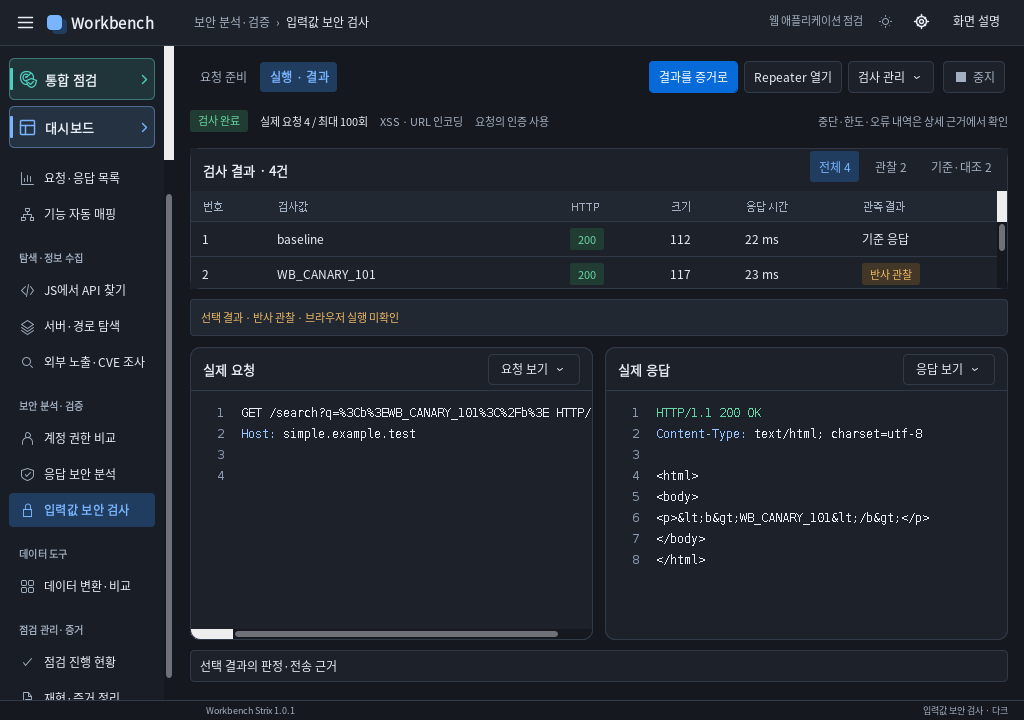 Workbench
보안 분석·검증 › 입력값 보안 검사
웹 애플리케이션 점검
화면 설명
통합 점검
대시보드
요청·응답 목록
기능 자동 매핑
탐색·정보 수집
JS에서 API 찾기
서버·경로 탐색
외부 노출·CVE 조사
보안 분석·검증
계정 권한 비교
응답 보안 분석
입력값 보안 검사
데이터 도구
데이터 변환·비교
점검 관리·증거
점검 진행 현황
재현·증거 정리
요청 준비
실행 · 결과
결과를 증거로
Repeater 열기
검사 관리
중지
검사 완료
실제 요청 4 / 최대 100회
XSS · URL 인코딩
요청의 인증 사용
중단·한도·오류 내역은 상세 근거에서 확인
검사 결과 · 4건
전체 4
관찰 2
기준·대조 2
번호 검사값 HTTP 크기 응답 시간 관측 결과
1 baseline 200 112 22 ms 기준 응답
2 WB_CANARY_101 200 117 23 ms 반사 관찰
선택 결과 · 반사 관찰 · 브라우저 실행 미확인
실제 요청
요청 보기
1 GET /search?q=%3Cb%3EWB_CANARY_101%3C%2Fb%3E HTTP/
2 Host: simple.example.test
3
4
실제 응답
응답 보기
1 HTTP/1.1 200 OK
2 Content-Type: text/html; charset=utf-8
3
4 <html>
5 <body>
6 <p>&lt;b&gt;WB_CANARY_101&lt;/b&gt;</p>
7 </body>
8 </html>
선택 결과의 판정·전송 근거
Workbench Strix 1.0.1
입력값 보안 검사 · 다크